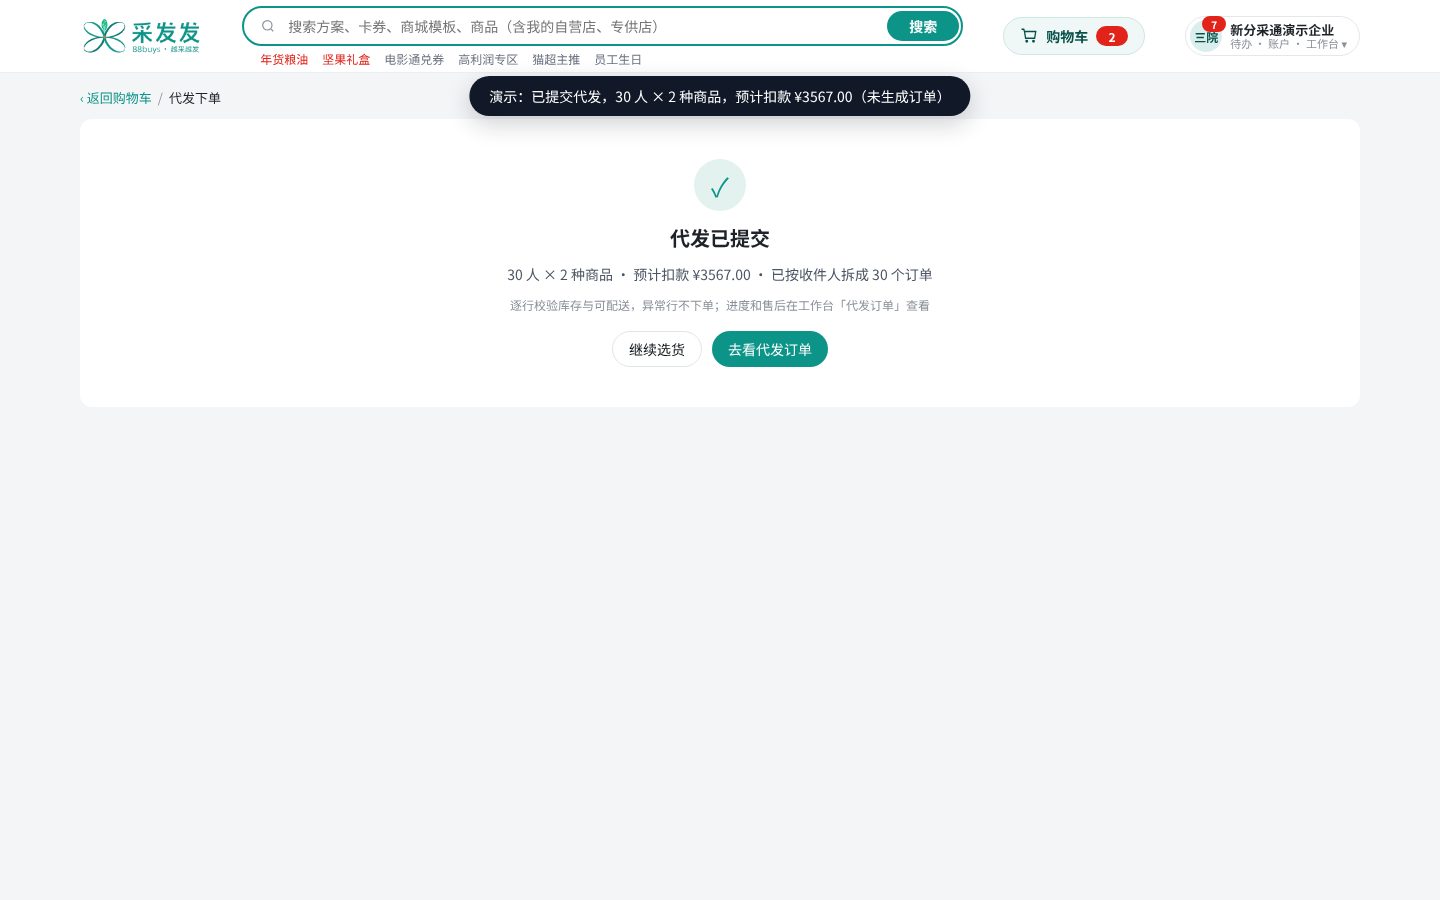 采发发
BBbuys · 越采越发
搜索方案、卡券、商城模板、商品（含我的自营店、专供店）
搜索
年货粮油 坚果礼盒 电影通兑券 高利润专区 猫超主推 员工生日
购物车 2
三院 7
新分采通演示企业
待办 · 账户 · 工作台 ▾
‹ 返回购物车 / 代发下单
演示：已提交代发，30 人 × 2 种商品，预计扣款 ¥3567.00（未生成订单）
✓
代发已提交
30 人 × 2 种商品 · 预计扣款 ¥3567.00 · 已按收件人拆成 30 个订单
逐行校验库存与可配送，异常行不下单；进度和售后在工作台「代发订单」查看
继续选货 去看代发订单